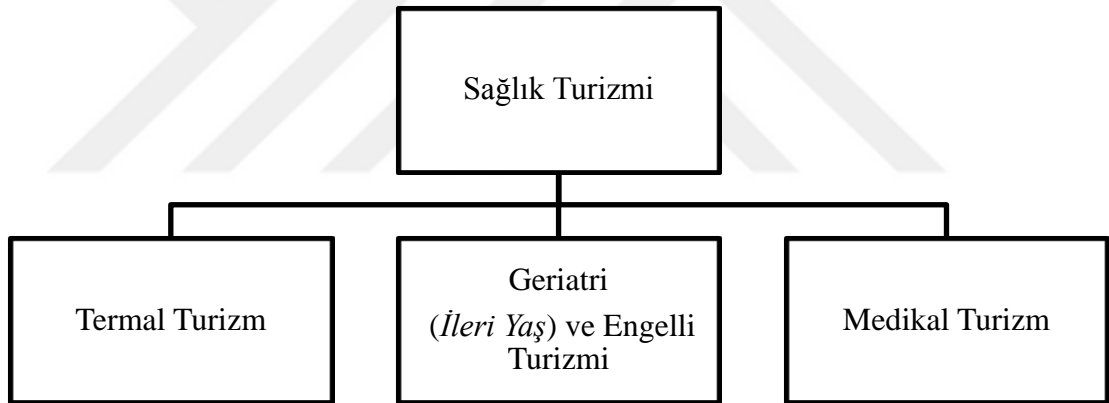 Sağlık Turizmi
Termal Turizm
Geriatri
(İleri Yaş) ve Engelli
Turizmi
Medikal Turizm